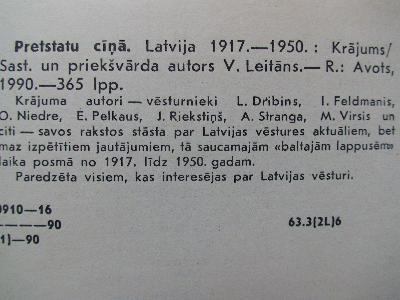 Pretstatu cīņā. Latvija 1917.—1950. : Krājums/
Sast. un priekšvārda autors V. Leitāns.— R.: Avots,
1990.—365 lpp.
Krājuma autori — vēsturnieki L. Dribins, I. Feldmanis,
O. Niedre, E. Pelkaus, J. Riekstiņš, A. Stranga, M. Virsis un
citi — savos rakstos stāsta par Latvijas vēstures aktuāliem, bet
maz izpētītiem jautājumiem, tā saucamajām «baltajām lappusēm»
laika posmā no 1917. līdz 1950. gadam.
Paredzēta visiem, kas interesējas par Latvijas vēsturi.
0910—16
—90
1)—90
63.3(2L)6